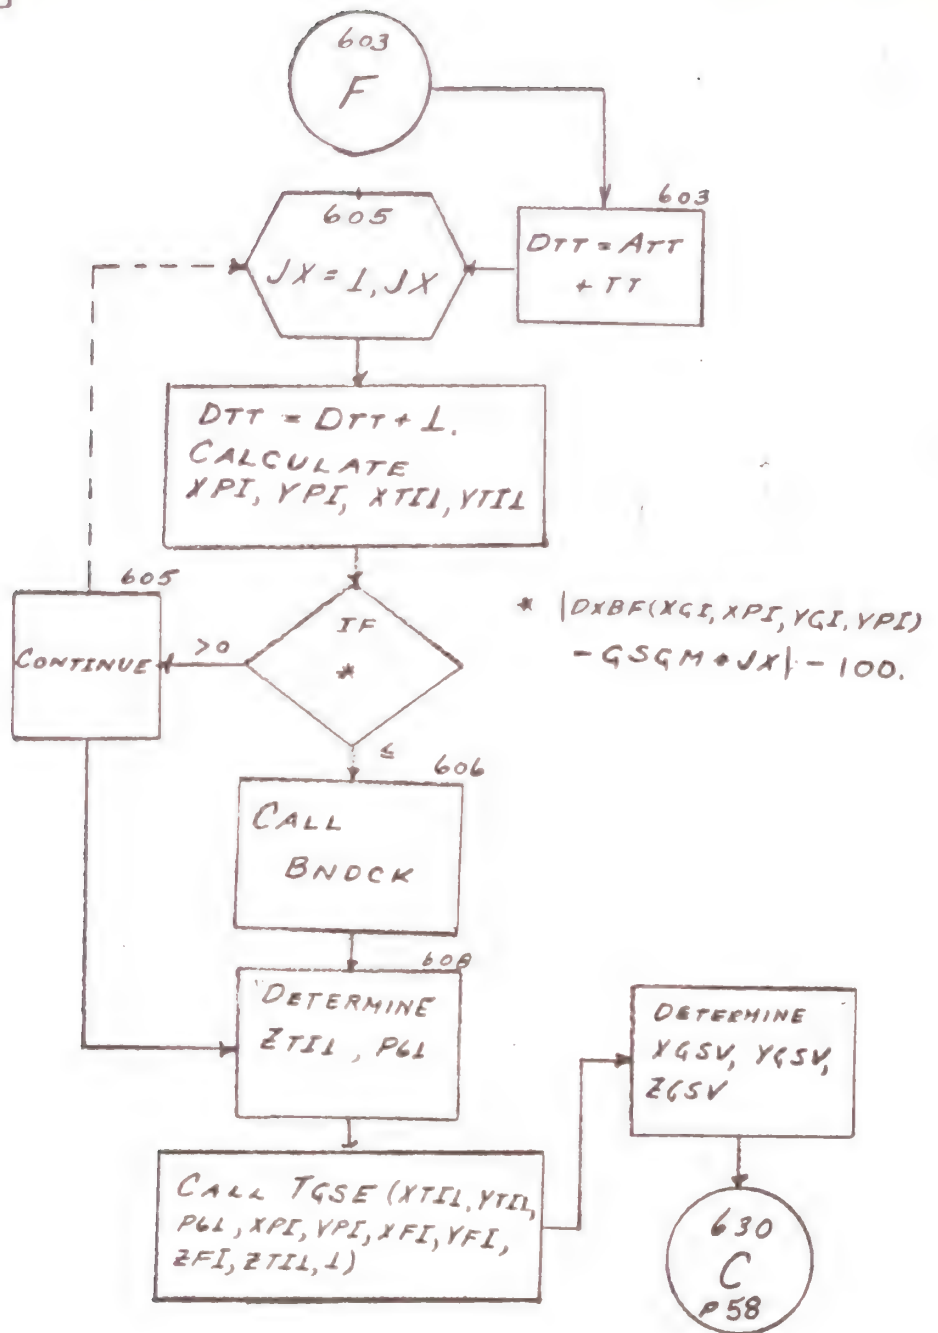 603
F
603
DTT = ATT
+ TT
605
JX = 1, JX
DTT = DTT + 1.
CALCULATE
XPI, YPI, XTI1, YTI1
605
CONTINUE
>0
IF
*
* |DXBF(XGI, XPI, YGI, YPI)
- GSGM * JX| - 100.
≤
606
CALL
BNDCK
608
DETERMINE
ZTI1, PG1
DETERMINE
XGSV, YGSV,
ZGSV
CALL TGSE (XTI1, YTI1,
PG1, XPI, YPI, XFI, YFI,
ZFI, ZTI1, 1)
630
C
P58